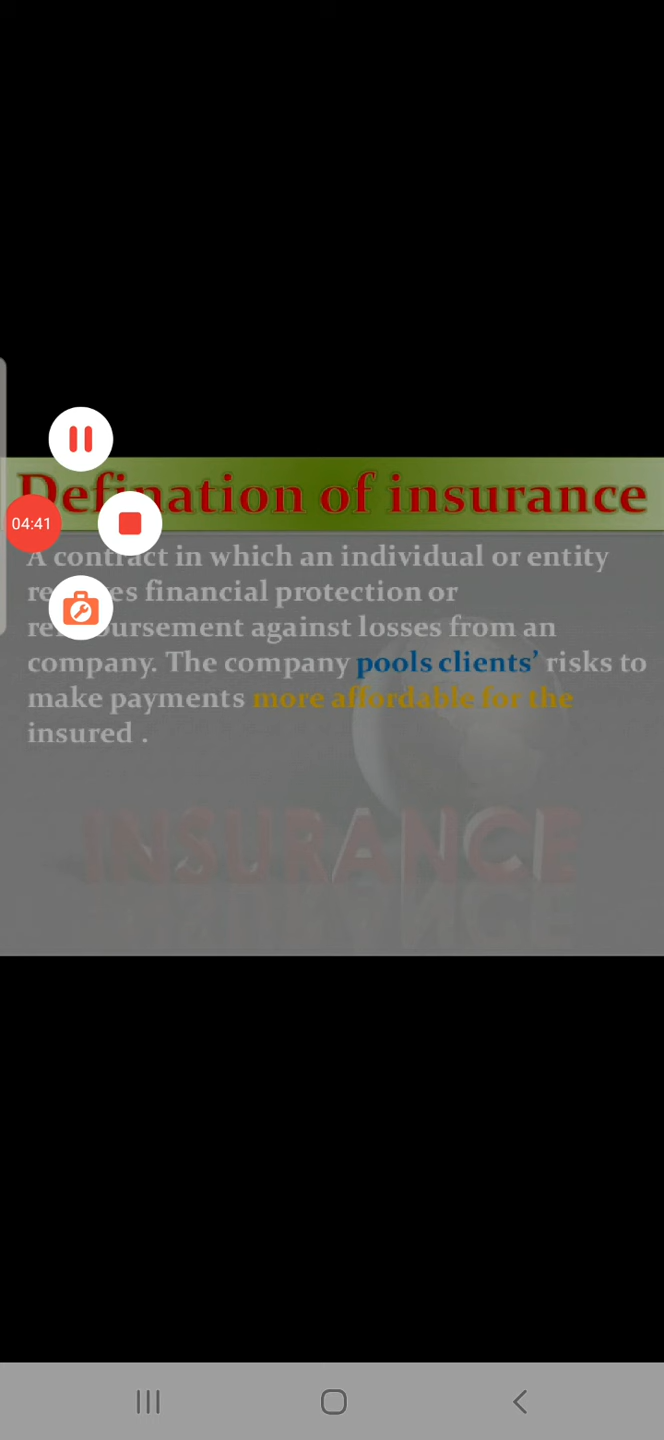 Defination of insurance
04:41
A contract in which an individual or entity
financial protection or
against losses from an
company. The company pools clients’ risks to
make payments more affordable for the
insured .
INSURANCE